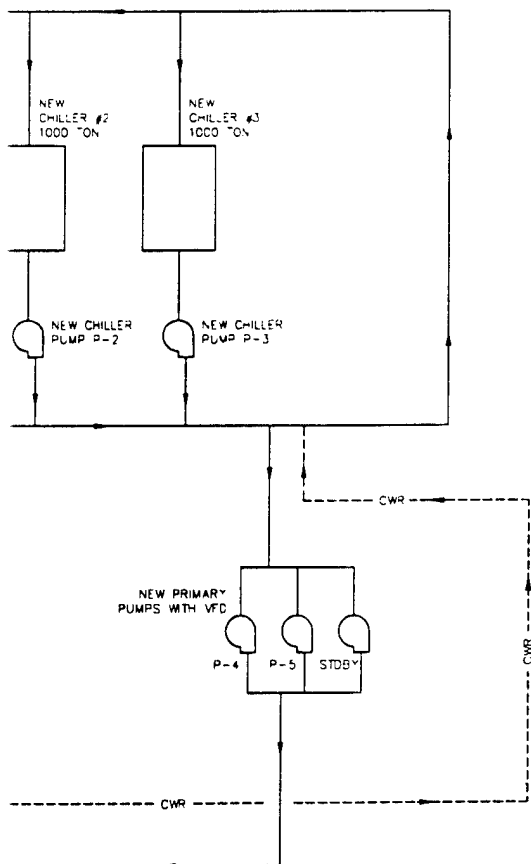 NEW
CHILLER #2
1000 TON
NEW
CHILLER #3
1000 TON
NEW CHILLER
PUMP P-2
NEW CHILLER
PUMP P-3
CWR
NEW PRIMARY
PUMPS WITH VFD
P-4
P-5
STDBY
CWR
CWR